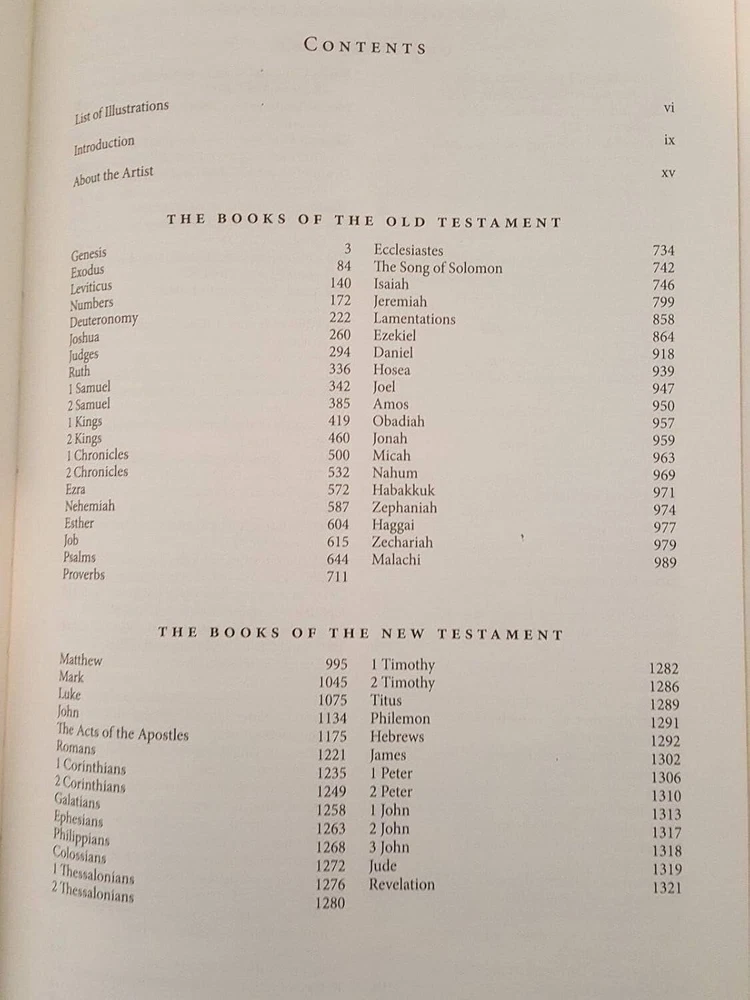 CONTENTS
List of Illustrations vi
Introduction ix
About the Artist xv
THE BOOKS OF THE OLD TESTAMENT
Genesis 3
Exodus 84
Leviticus 140
Numbers 172
Deuteronomy 222
Joshua 260
Judges 294
Ruth 336
1 Samuel 342
2 Samuel 385
1 Kings 419
2 Kings 460
1 Chronicles 500
2 Chronicles 532
Ezra 572
Nehemiah 587
Esther 604
Job 615
Psalms 644
Proverbs 711
Ecclesiastes 734
The Song of Solomon 742
Isaiah 746
Jeremiah 799
Lamentations 858
Ezekiel 864
Daniel 918
Hosea 939
Joel 947
Amos 950
Obadiah 957
Jonah 959
Micah 963
Nahum 969
Habakkuk 971
Zephaniah 974
Haggai 977
Zechariah 979
Malachi 989
THE BOOKS OF THE NEW TESTAMENT
Matthew 995
Mark 1045
Luke 1075
John 1134
The Acts of the Apostles 1175
Romans 1221
1 Corinthians 1235
2 Corinthians 1249
Galatians 1258
Ephesians 1263
Philippians 1268
Colossians 1272
1 Thessalonians 1276
2 Thessalonians 1280
1 Timothy 1282
2 Timothy 1286
Titus 1289
Philemon 1291
Hebrews 1292
James 1302
1 Peter 1306
2 Peter 1310
1 John 1313
2 John 1317
3 John 1318
Jude 1319
Revelation 1321